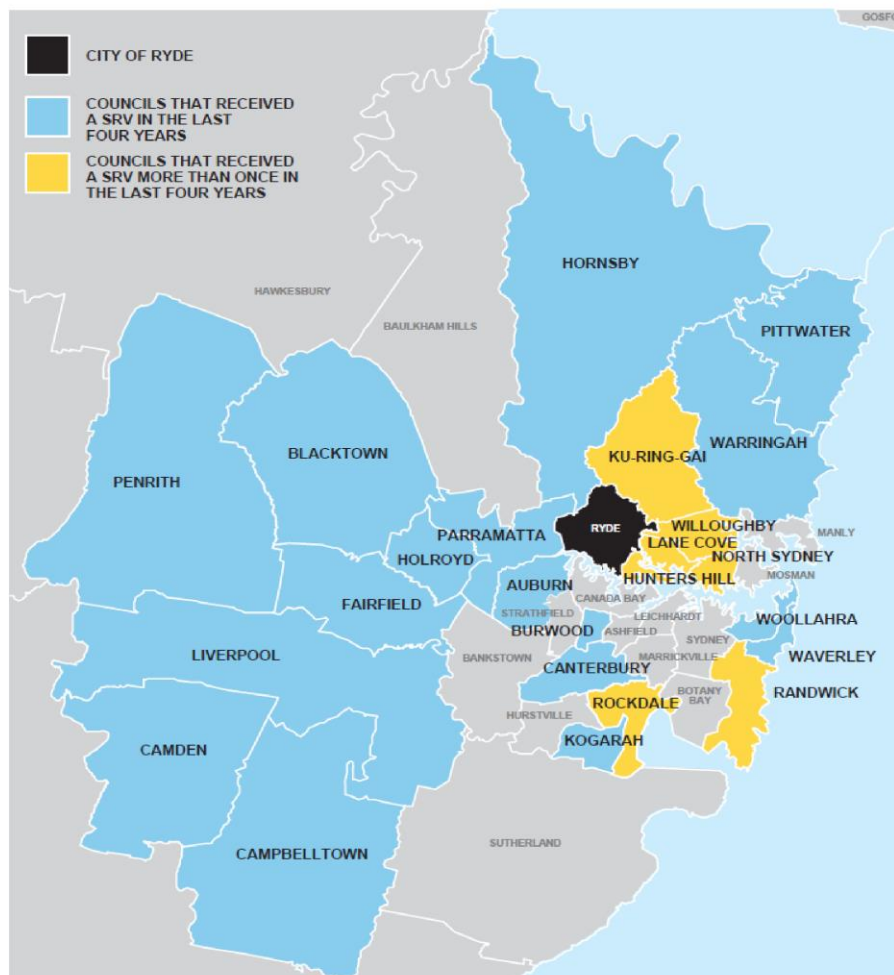 GOSFORD
CITY OF RYDE
COUNCILS THAT RECEIVED
A SRV IN THE LAST
FOUR YEARS
COUNCILS THAT RECEIVED
A SRV MORE THAN ONCE IN
THE LAST FOUR YEARS
HORNSBY
HAWKESBURY
BAULKHAM HILLS
PITTWATER
WARRINGAH
KU-RING-GAI
BLACKTOWN
PENRITH
RYDE
WILLOUGHBY
MANLY
PARRAMATTA
LANE COVE
NORTH SYDNEY
HOLROYD
MOSMAN
HUNTERS HILL
AUBURN
CANADA BAY
FAIRFIELD
STRATHFIELD
LEICHHARDT
WOOLLAHRA
BURWOOD
ASHFIELD
SYDNEY
LIVERPOOL
BANKSTOWN
MARRICKVILLE
WAVERLEY
CANTERBURY
RANDWICK
BOTANY
BAY
ROCKDALE
HURSTVILLE
KOGARAH
CAMDEN
SUTHERLAND
CAMPBELLTOWN